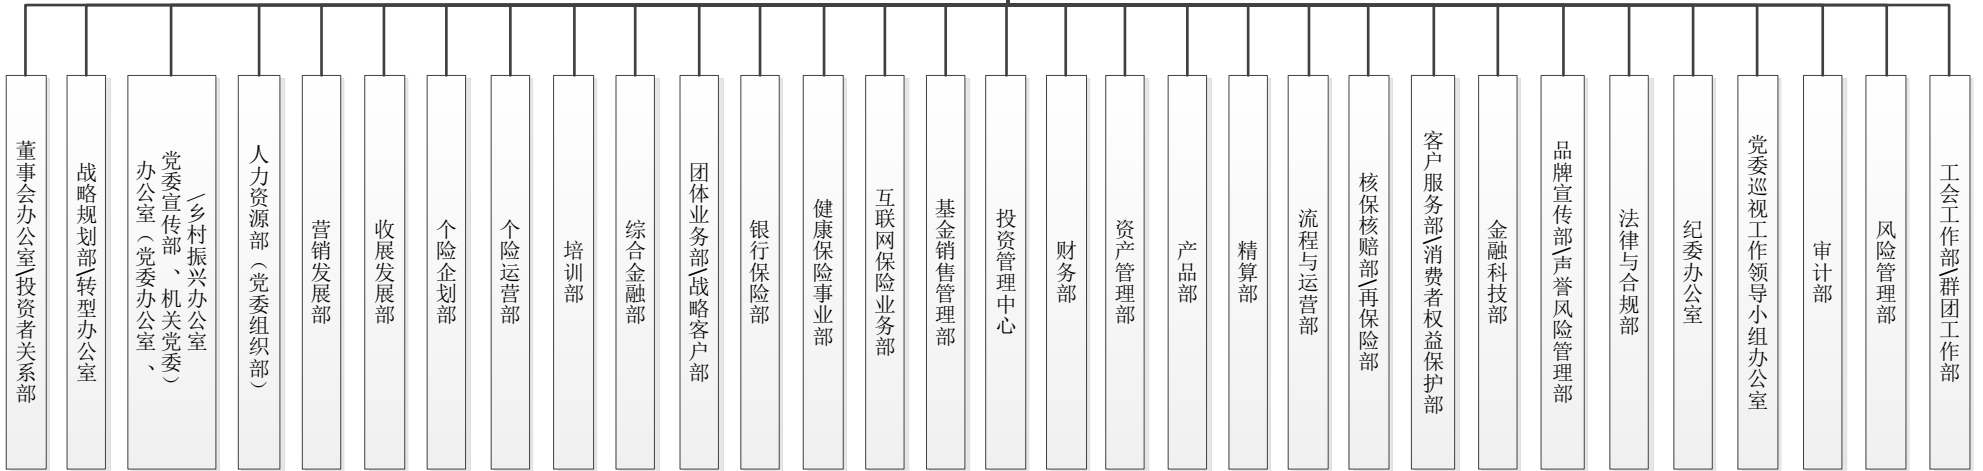 董事会办公室\投资者关系部
战略规划部\转型办公室
办公室（党委办公室、
党委宣传部、机关党委）
\乡村振兴办公室
人力资源部（党委组织部）
营销发展部
收展发展部
个险企划部
个险运营部
培训部
综合金融部
团体业务部\战略客户部
银行保险部
健康保险事业部
互联网保险业务部
基金销售管理部
投资管理中心
财务部
资产管理部
产品部
精算部
流程与运营部
核保核赔部\再保险部
客户服务部\消费者权益保护部
金融科技部
品牌宣传部\声誉风险管理部
法律与合规部
纪委办公室
党委巡视工作领导小组办公室
审计部
风险管理部
工会工作部\群团工作部